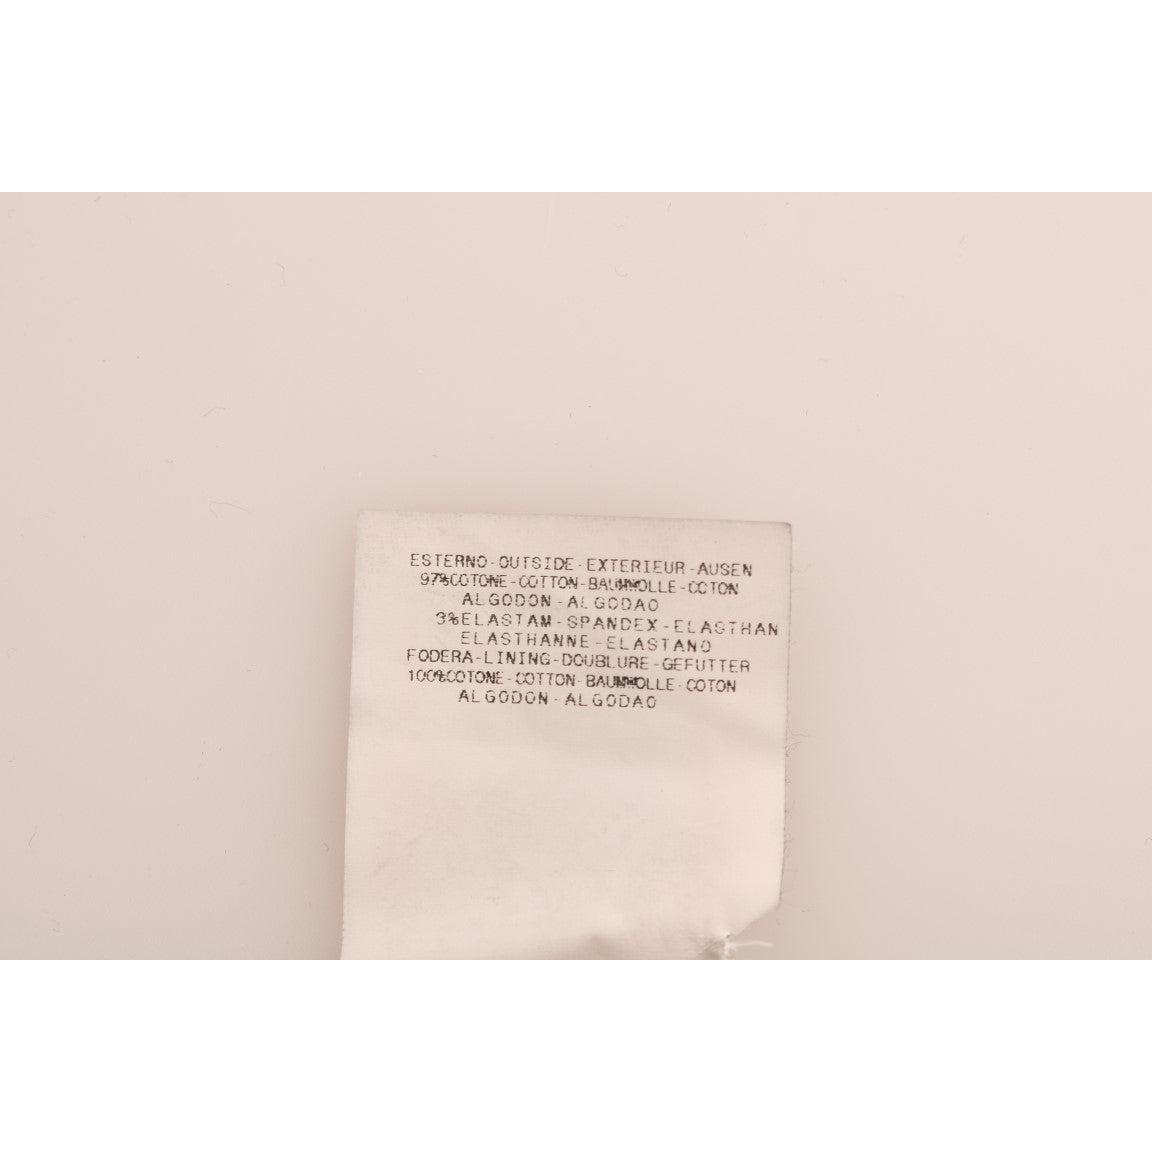 ESTERNO-OUTSIDE-EXTERIEUR-AUSEN
97%COTONE-COTTON-BAUMWOLLE-COTON
ALGODON-ALGODAO
3%ELASTAM-SPANDEX-ELASTHAN
ELASTHANNE-ELASTANO
FODERA-LINING-DOUBLURE-GEFUTTER
100%COTONE-COTTON-BAUMWOLLE-COTON
ALGODON-ALGODAO